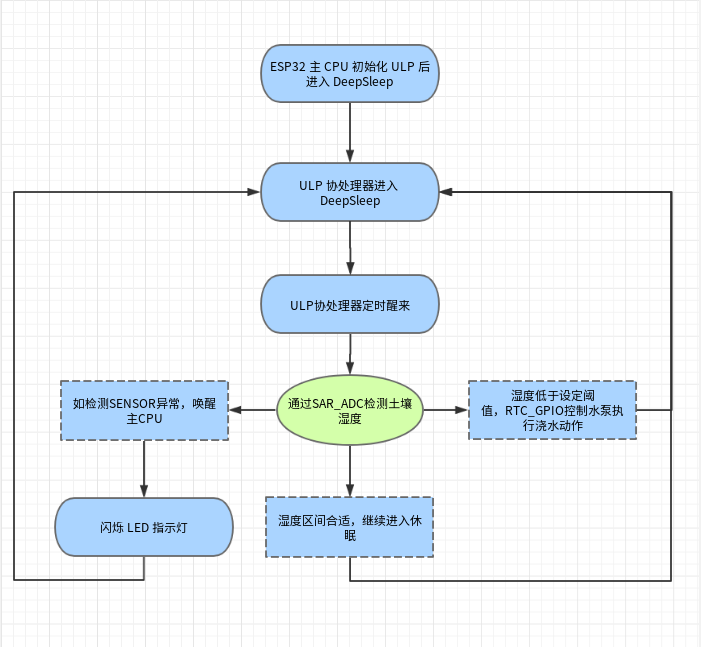 ESP32 主 CPU 初始化 ULP 后
进入 DeepSleep
ULP 协处理器进入
DeepSleep
ULP协处理器定时醒来
如检测SENSOR异常，唤醒
主CPU
通过SAR_ADC检测土壤
湿度
湿度低于设定阈
值，RTC_GPIO控制水泵执
行浇水动作
闪烁 LED 指示灯
湿度区间合适，继续进入休
眠